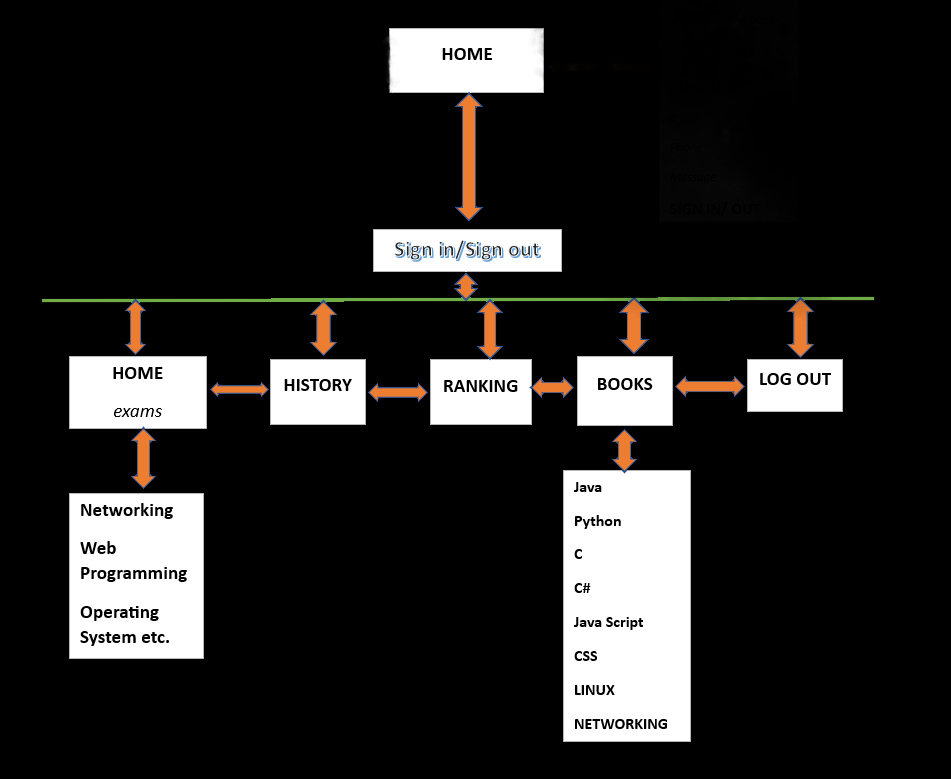 HOME
Sign in/Sign out
HOME
exams
HISTORY
RANKING
BOOKS
LOG OUT
Networking
Web
Programming
Operating
System etc.
Java
Python
C
C#
Java Script
CSS
LINUX
NETWORKING